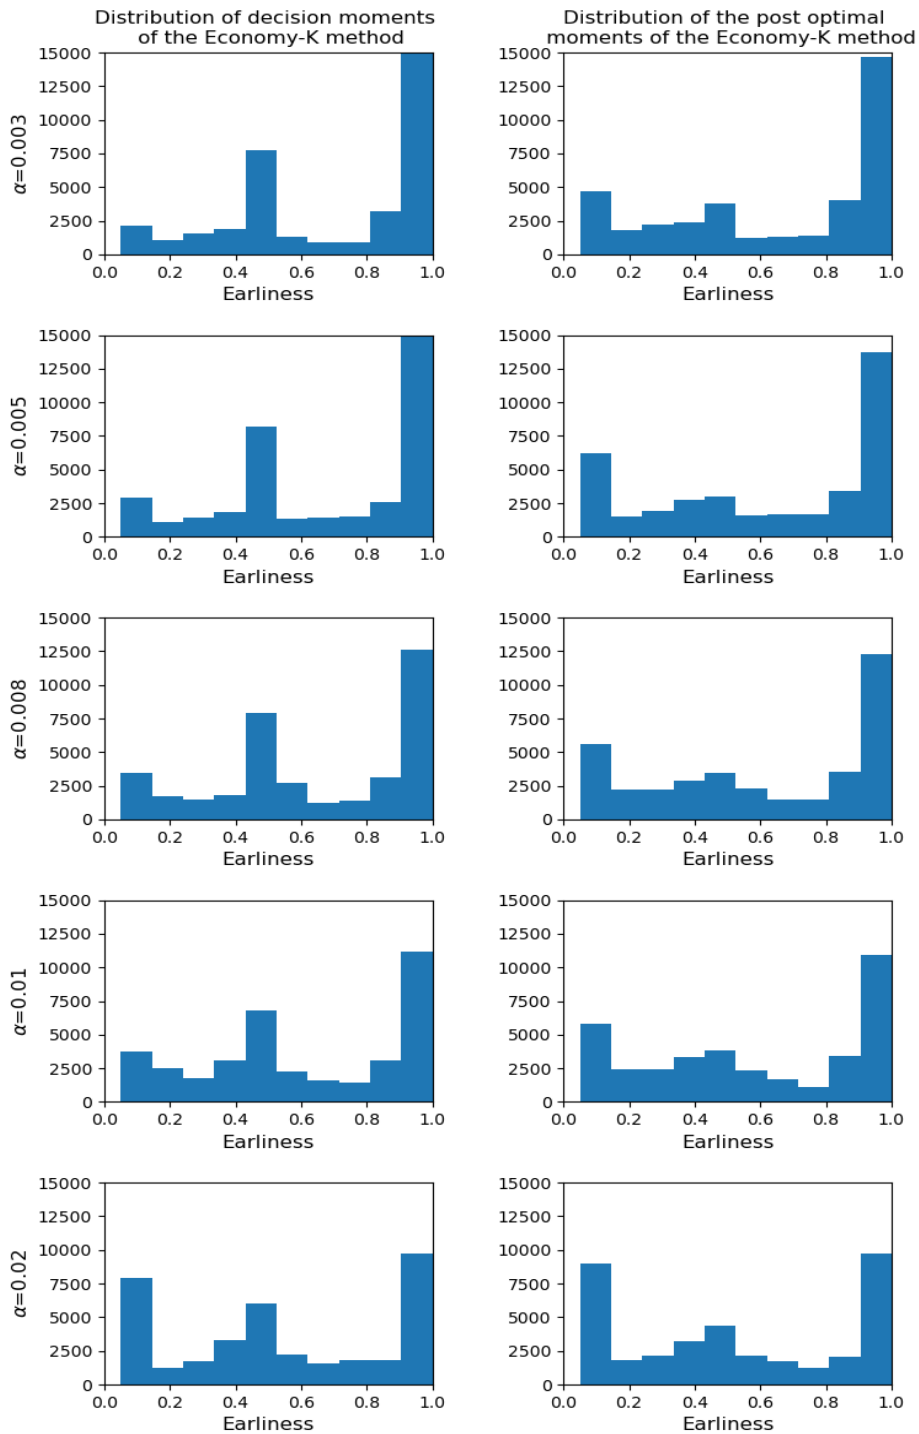 Distribution of decision moments
of the Economy-K method
Distribution of the post optimal
moments of the Economy-K method
α=0.003
15000
12500
10000
7500
5000
2500
0
0.0 0.2 0.4 0.6 0.8 1.0
Earliness
15000
12500
10000
7500
5000
2500
0
0.0 0.2 0.4 0.6 0.8 1.0
Earliness
α=0.005
15000
12500
10000
7500
5000
2500
0
0.0 0.2 0.4 0.6 0.8 1.0
Earliness
15000
12500
10000
7500
5000
2500
0
0.0 0.2 0.4 0.6 0.8 1.0
Earliness
α=0.008
15000
12500
10000
7500
5000
2500
0
0.0 0.2 0.4 0.6 0.8 1.0
Earliness
15000
12500
10000
7500
5000
2500
0
0.0 0.2 0.4 0.6 0.8 1.0
Earliness
α=0.01
15000
12500
10000
7500
5000
2500
0
0.0 0.2 0.4 0.6 0.8 1.0
Earliness
15000
12500
10000
7500
5000
2500
0
0.0 0.2 0.4 0.6 0.8 1.0
Earliness
α=0.02
15000
12500
10000
7500
5000
2500
0
0.0 0.2 0.4 0.6 0.8 1.0
Earliness
15000
12500
10000
7500
5000
2500
0
0.0 0.2 0.4 0.6 0.8 1.0
Earliness